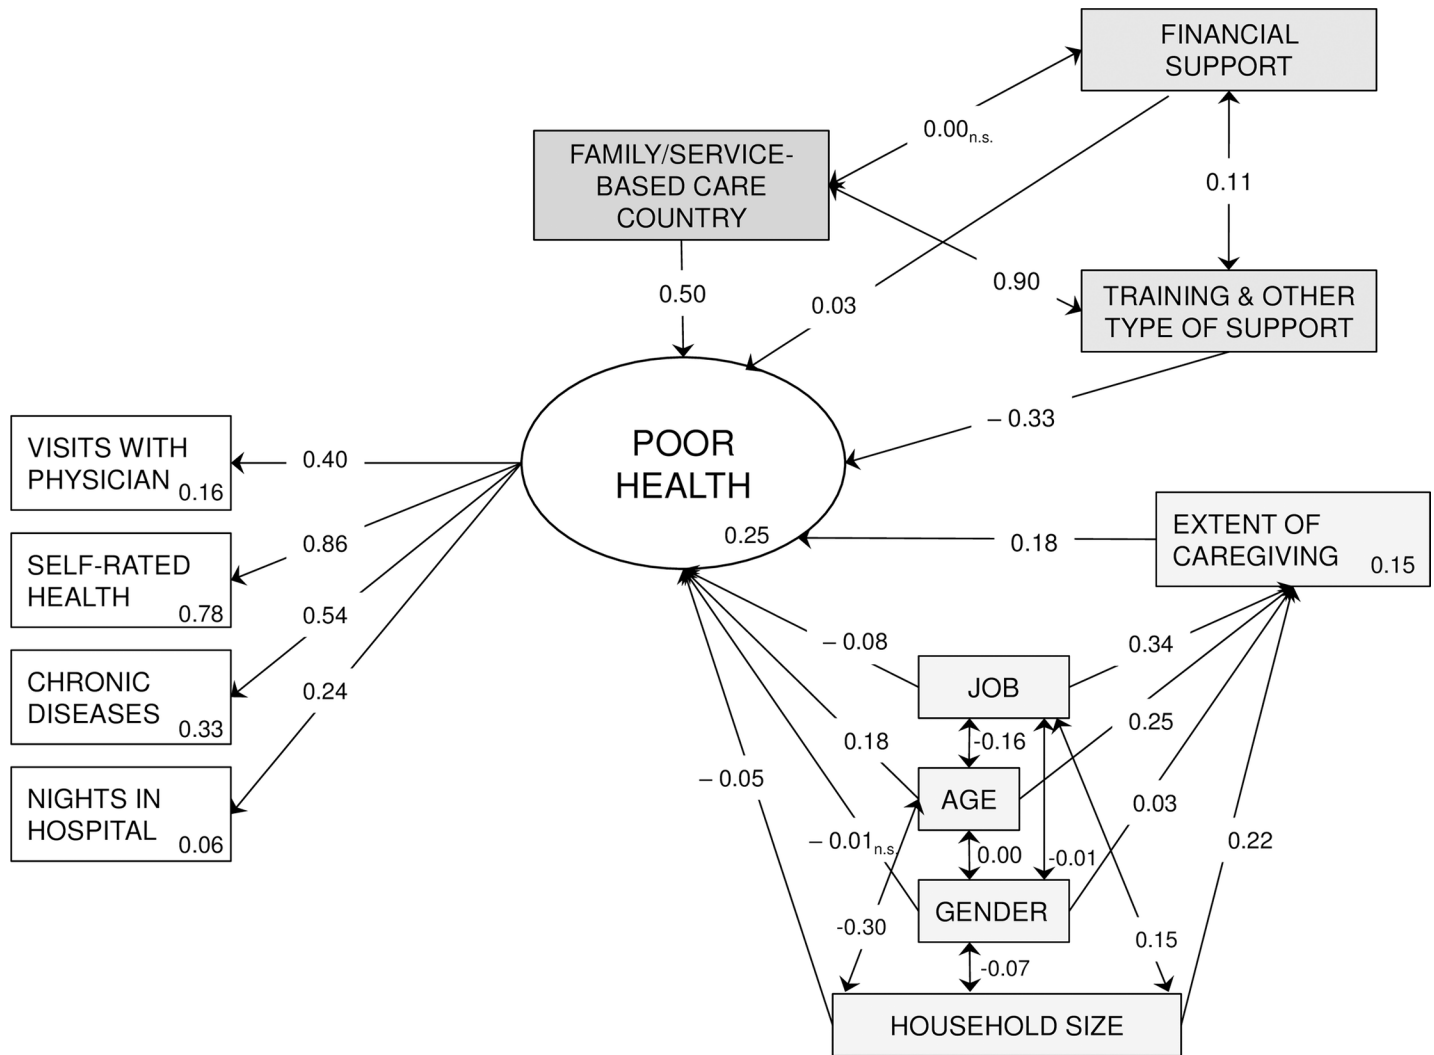 FINANCIAL
SUPPORT
0.00n.s.
FAMILY/SERVICE-
BASED CARE
COUNTRY
0.11
0.50
0.03
0.90
TRAINING & OTHER
TYPE OF SUPPORT
– 0.33
POOR
HEALTH
0.25
VISITS WITH
PHYSICIAN
0.16
0.40
SELF-RATED
HEALTH
0.78
0.86
CHRONIC
DISEASES
0.33
0.54
NIGHTS IN
HOSPITAL
0.06
0.24
0.18
EXTENT OF
CAREGIVING
0.15
– 0.08
0.34
JOB
0.18
-0.16
0.25
– 0.05
AGE
0.03
– 0.01n.s.
0.00
-0.01
0.22
GENDER
-0.30
0.15
-0.07
HOUSEHOLD SIZE